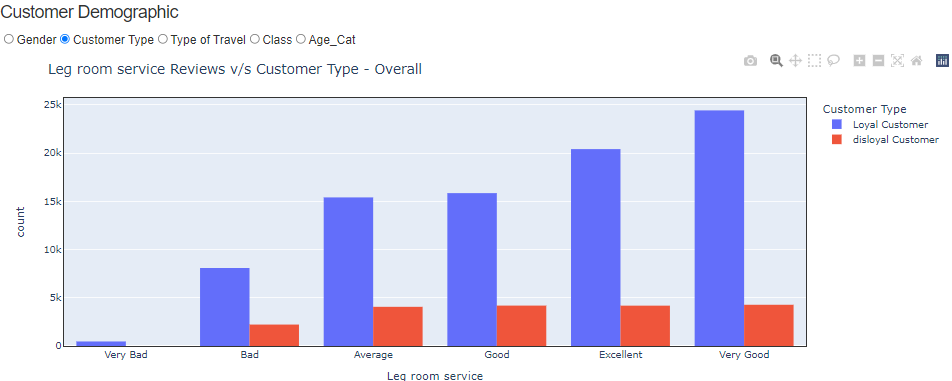 Customer Demographic
Gender Customer Type Type of Travel Class Age_Cat
Leg room service Reviews v/s Customer Type - Overall
25k
20k
15k
10k
5k
0
count
Very Bad Bad Average Good Excellent Very Good
Leg room service
Customer Type
Loyal Customer
disloyal Customer